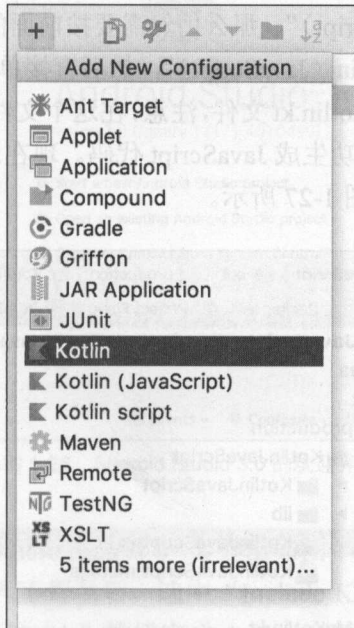 Add New Configuration
Ant Target
Applet
Application
Compound
Gradle
Griffon
JAR Application
JUnit
Kotlin
Kotlin (JavaScript)
Kotlin script
Maven
Remote
TestNG
XSLT
5 items more (irrelevant)...